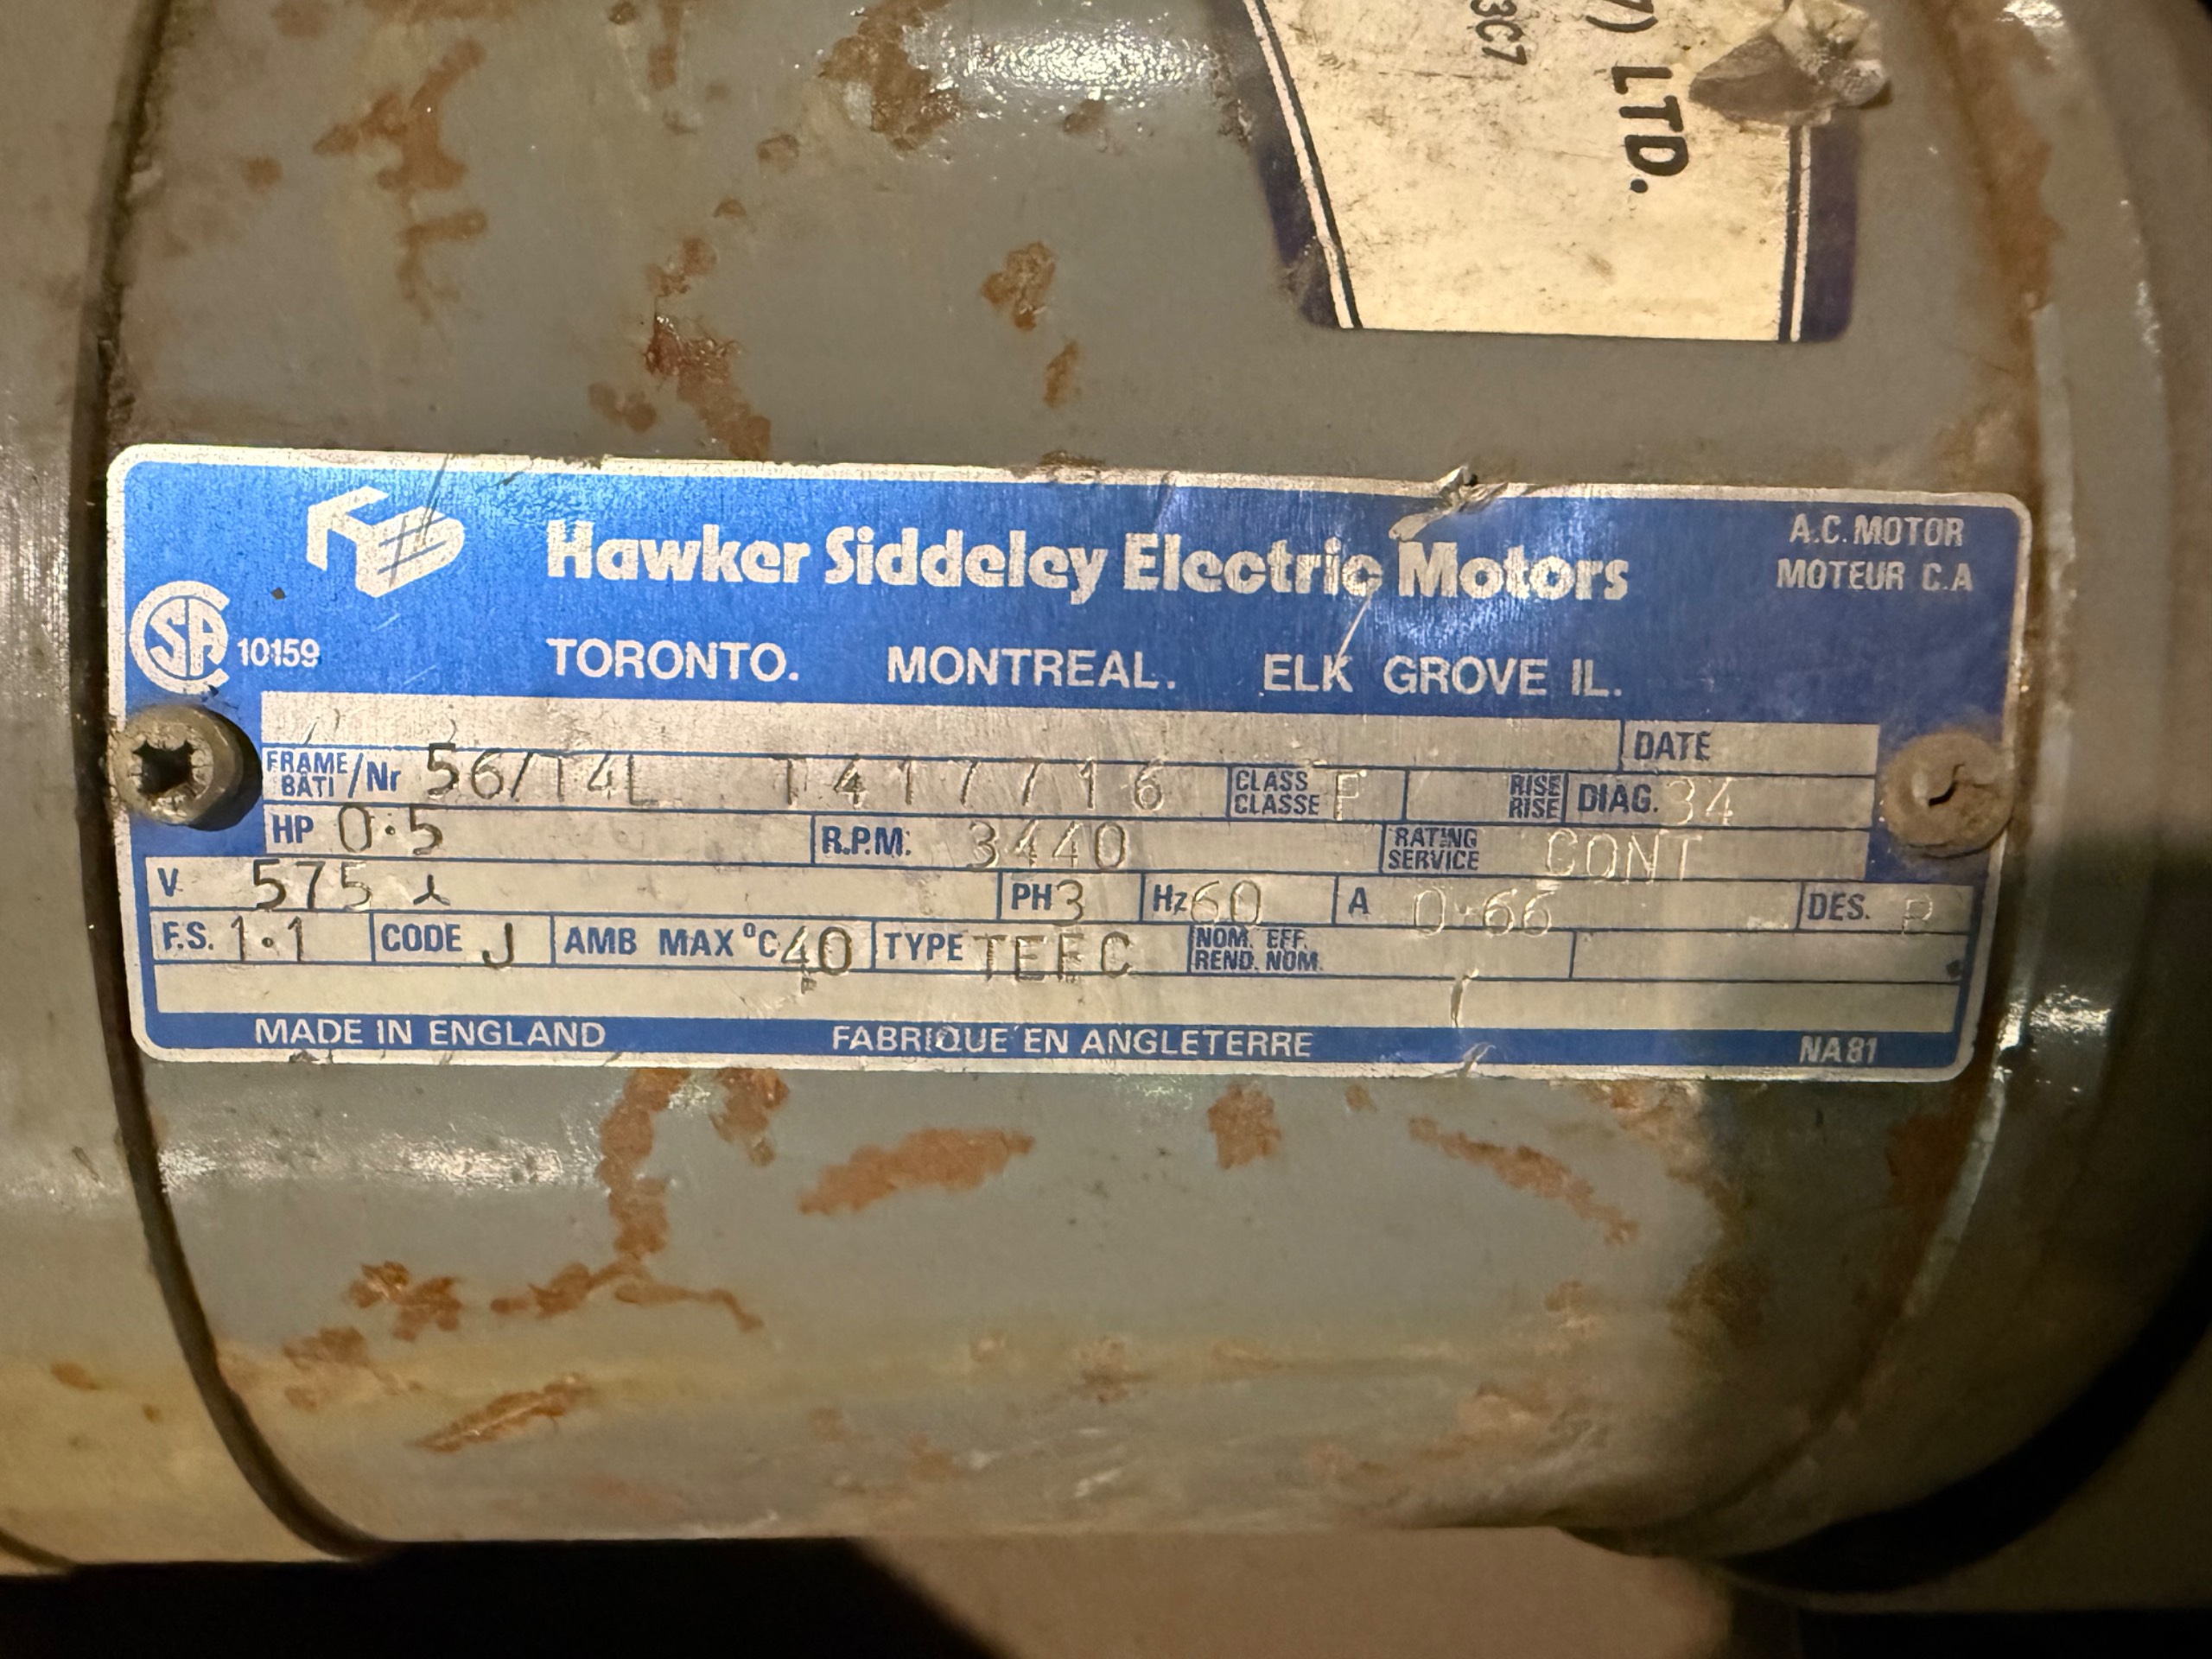 3C7
7) LTD.
Hawker Siddeley Electric Motors
A.C. MOTOR
MOTEUR C.A
CSA 10159
TORONTO. MONTREAL. ELK GROVE IL.
DATE
FRAME BÂTI /Nr 56/T4L T417716 CLASS CLASSE F RISE RISE DIAG. 34
HP 0.5 R.P.M. 3440 RATING SERVICE CONT
V 575 ⅄ PH 3 Hz 60 A 0.66 DES.
F.S. 1.1 CODE J AMB MAX °C 40 TYPE TEFC NOM. EFF. REND. NOM.
MADE IN ENGLAND FABRIQUE EN ANGLETERRE NA81